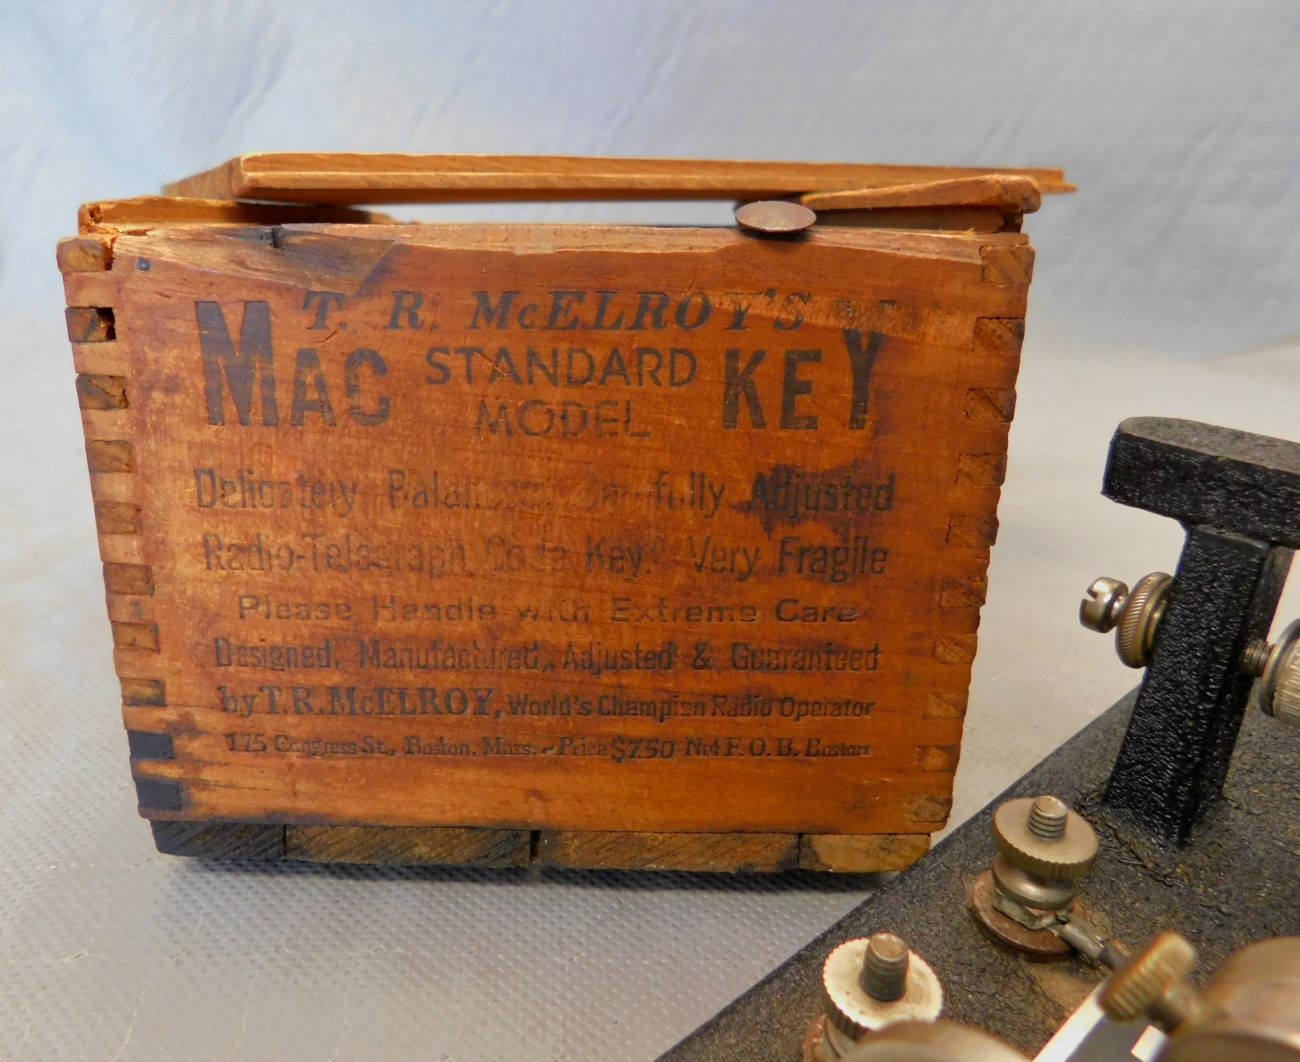 T. R. McELROY'S
MAC STANDARD MODEL KEY
Delicately Balanced, Carefully Adjusted
Radio-Telegraph Code Key. Very Fragile
Please Handle with Extreme Care
Designed, Manufactured, Adjusted & Guaranteed
by T. R. McELROY, World's Champion Radio Operator
175 Congress St., Boston, Mass. - Price $7.50 Net F. O. B. Boston